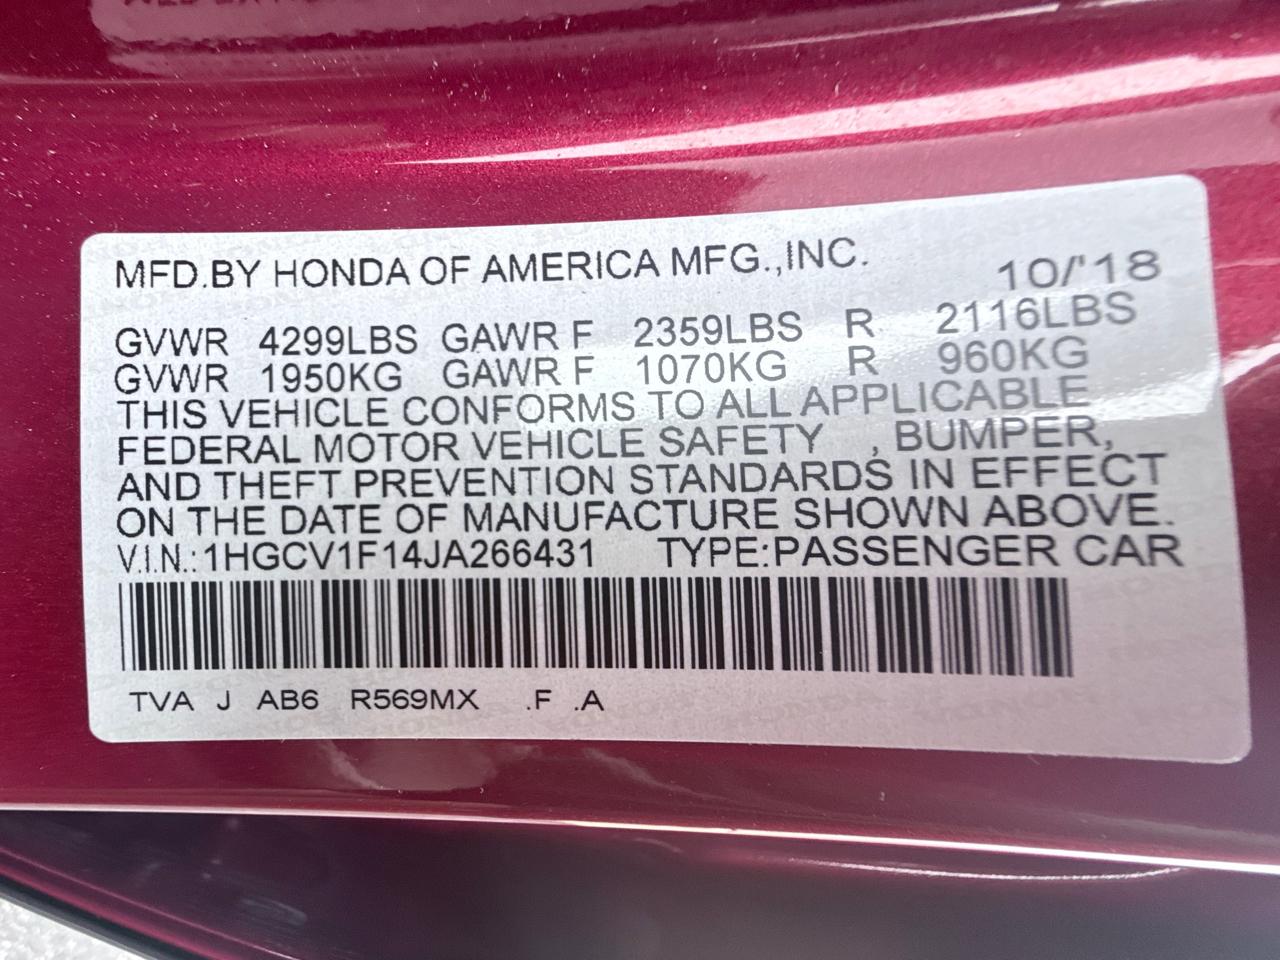 MFD.BY HONDA OF AMERICA MFG.,INC. 10/'18
GVWR 4299LBS GAWR F 2359LBS R 2116LBS
GVWR 1950KG GAWR F 1070KG R 960KG
THIS VEHICLE CONFORMS TO ALL APPLICABLE
FEDERAL MOTOR VEHICLE SAFETY , BUMPER,
AND THEFT PREVENTION STANDARDS IN EFFECT
ON THE DATE OF MANUFACTURE SHOWN ABOVE.
V.I.N.:1HGCV1F14JA266431 TYPE:PASSENGER CAR
TVA J AB6 R569MX .F .A